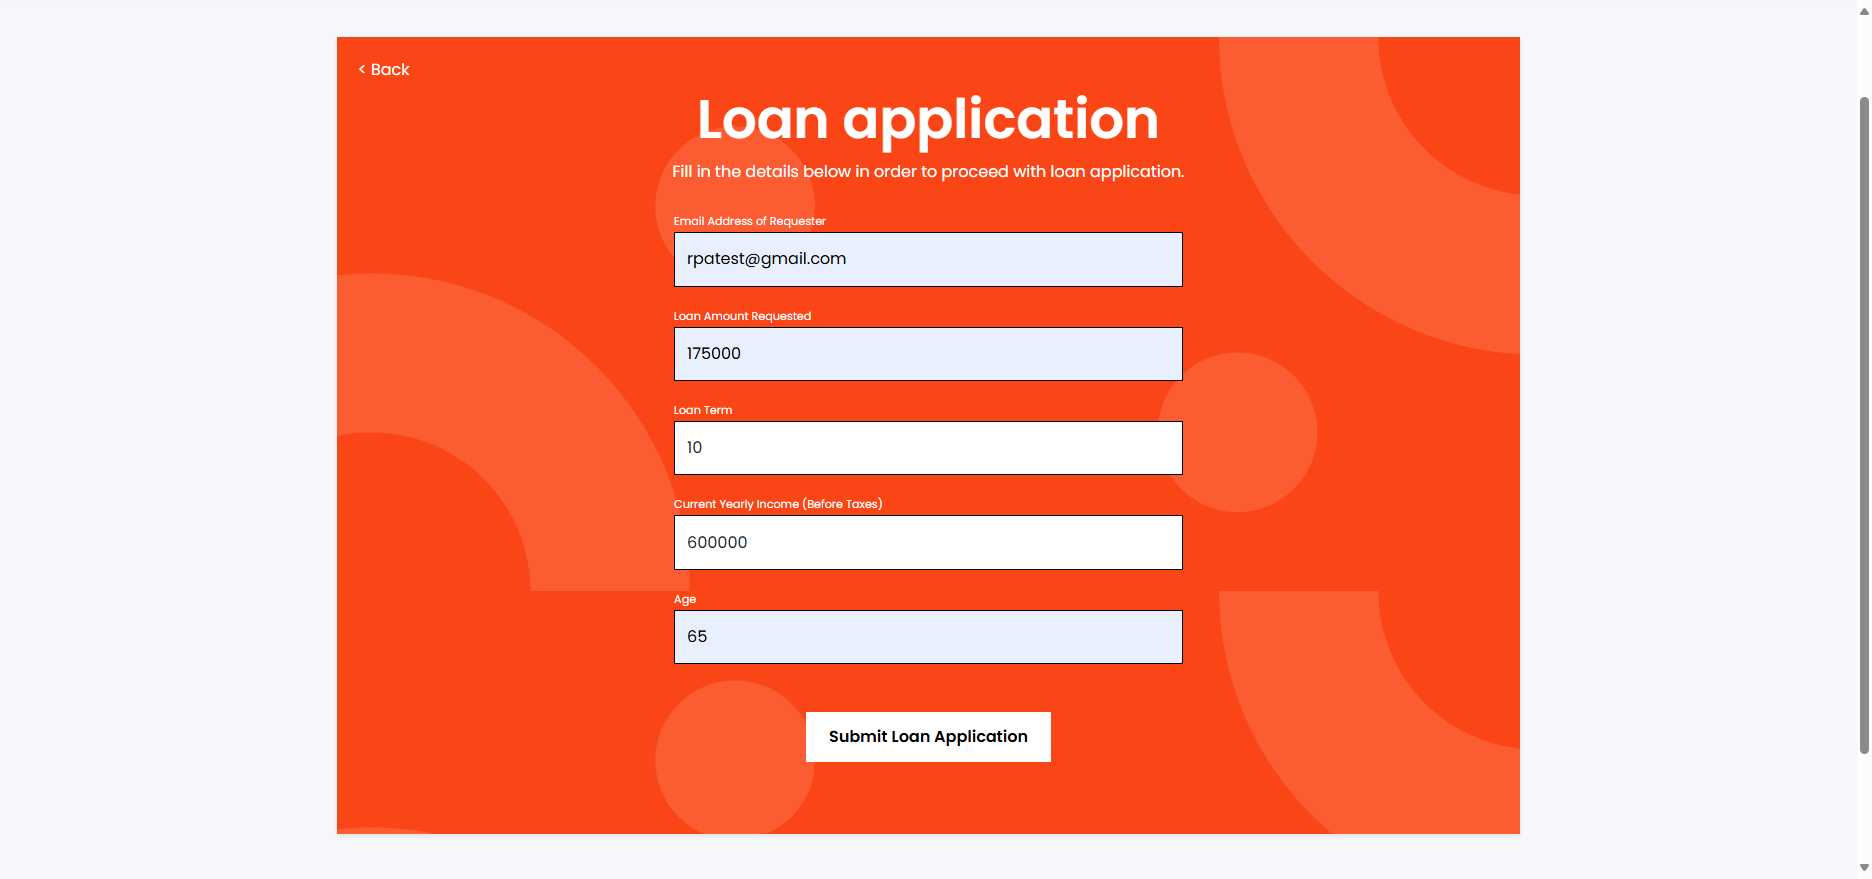 < Back
Loan application
Fill in the details below in order to proceed with loan application.
Email Address of Requester
rpatest@gmail.com
Loan Amount Requested
175000
Loan Term
10
Current Yearly Income (Before Taxes)
600000
Age
65
Submit Loan Application